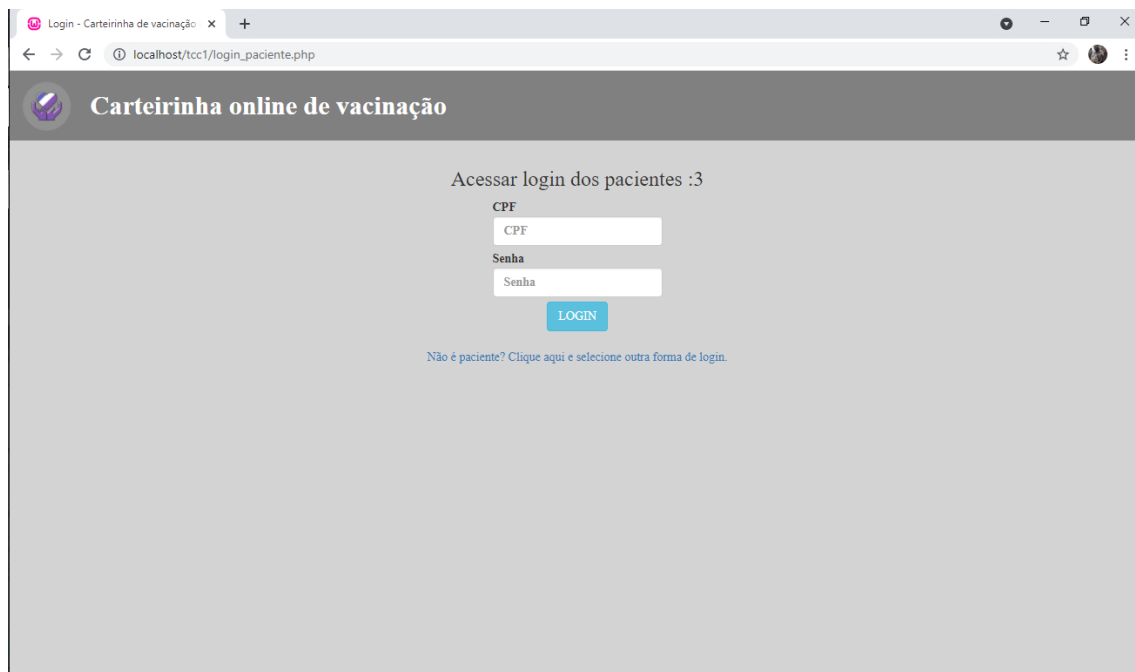 Login - Carteirinha de vacinação
localhost/tcc1/login_paciente.php
Carteirinha online de vacinação
Acessar login dos pacientes :3
CPF
CPF
Senha
Senha
LOGIN
Não é paciente? Clique aqui e selecione outra forma de login.